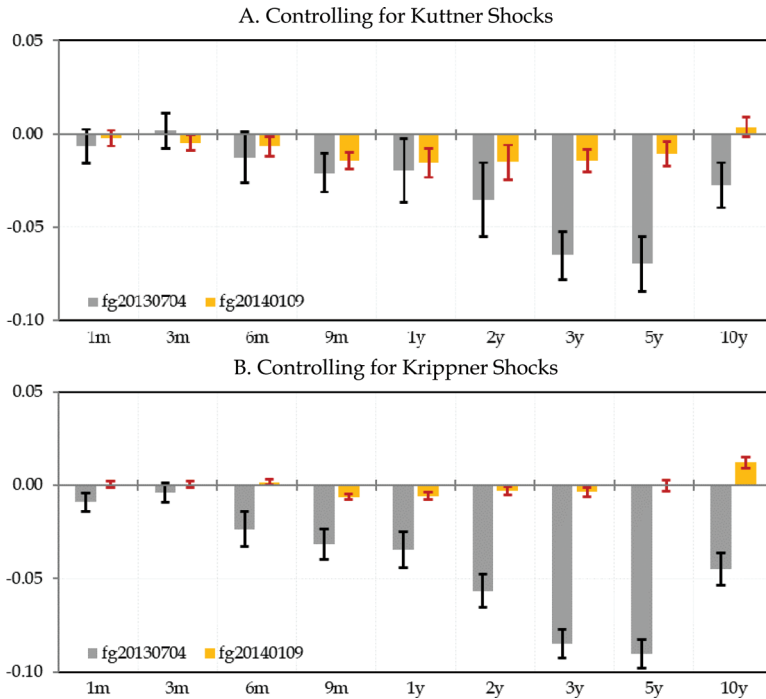 A. Controlling for Kuttner Shocks
0.05
0.00
-0.05
-0.10
fg20130704 fg20140109
1m 3m 6m 9m 1y 2y 3y 5y 10y
B. Controlling for Krippner Shocks
0.05
0.00
-0.05
-0.10
fg20130704 fg20140109
1m 3m 6m 9m 1y 2y 3y 5y 10y